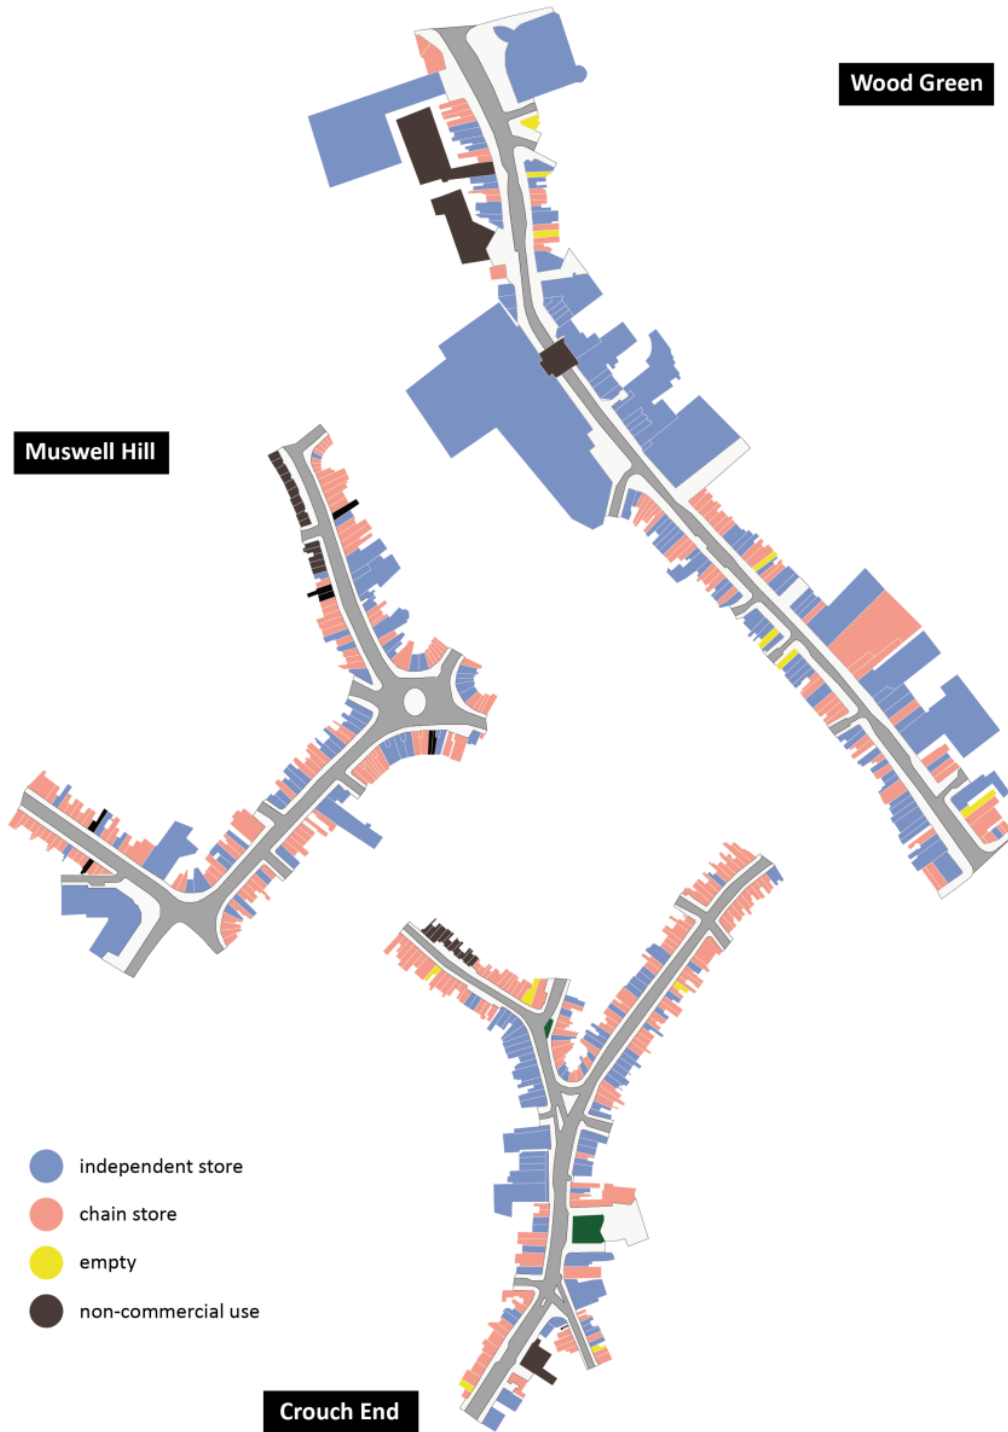 Wood Green
Muswell Hill
independent store
chain store
empty
non-commercial use
Crouch End